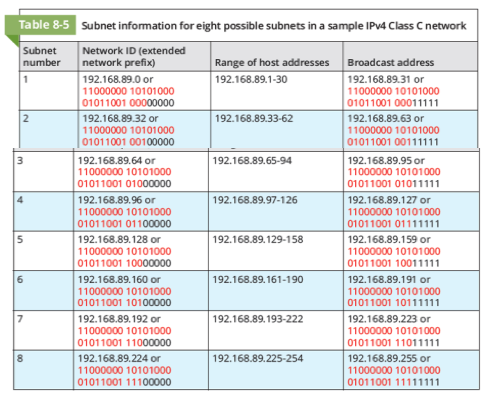 Table 8-5 Subnet information for eight possible subnets in a sample IPv4 Class C network
Subnet number Network ID (extended network prefix) Range of host addresses Broadcast address
1 192.168.89.0 or 192.168.89.1-30 192.168.89.31 or
11000000 10101000 11000000 10101000
01011001 00000000 01011001 00011111
2 192.168.89.32 or 192.168.89.33-62 192.168.89.63 or
11000000 10101000 11000000 10101000
01011001 00100000 01011001 00111111
3 192.168.89.64 or 192.168.89.65-94 192.168.89.95 or
11000000 10101000 11000000 10101000
01011001 01000000 01011001 01011111
4 192.168.89.96 or 192.168.89.97-126 192.168.89.127 or
11000000 10101000 11000000 10101000
01011001 01100000 01011001 01111111
5 192.168.89.128 or 192.168.89.129-158 192.168.89.159 or
11000000 10101000 11000000 10101000
01011001 10000000 01011001 10011111
6 192.168.89.160 or 192.168.89.161-190 192.168.89.191 or
11000000 10101000 11000000 10101000
01011001 10100000 01011001 10111111
7 192.168.89.192 or 192.168.89.193-222 192.168.89.223 or
11000000 10101000 11000000 10101000
01011001 11000000 01011001 11011111
8 192.168.89.224 or 192.168.89.225-254 192.168.89.255 or
11000000 10101000 11000000 10101000
01011001 11100000 01011001 11111111